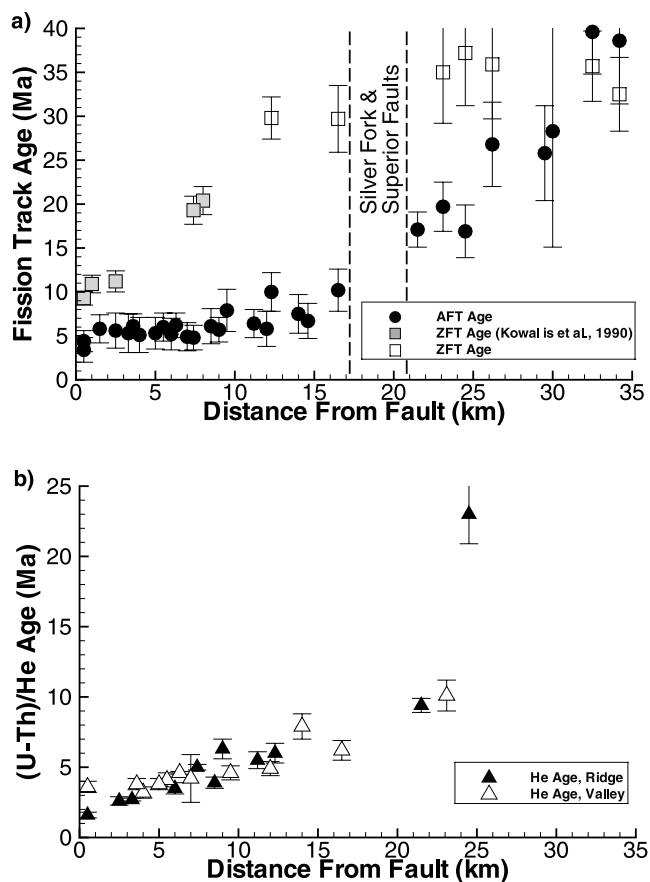 a)
Fission Track Age (Ma)
40
35
30
25
20
15
10
5
0
Silver Fork &
Superior Faults
AFT Age
ZFT Age (Kowal is et al., 1990)
ZFT Age
0 5 10 15 20 25 30 35
Distance From Fault (km)
b)
(U-Th)/He Age (Ma)
25
20
15
10
5
0
He Age, Ridge
He Age, Valley
0 5 10 15 20 25 30 35
Distance From Fault (km)